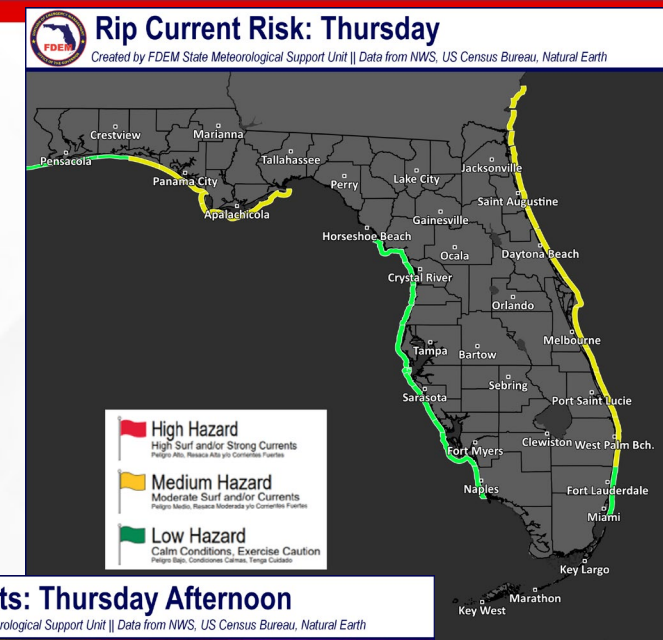 Rip Current Risk: Thursday
Created by FDEM State Meteorological Support Unit || Data from NWS, US Census Bureau, Natural Earth
FDEM
Crestview
Marianna
Pensacola
Tallahassee
Jacksonville
Panama City
Perry
Lake City
Apalachicola
Saint Augustine
Gainesville
Horseshoe Beach
Ocala
Daytona Beach
Crystal River
Orlando
Melbourne
Tampa
Bartow
Sebring
Sarasota
Port Saint Lucie
Clewiston
West Palm Bch.
Fort Myers
Naples
Fort Lauderdale
Miami
Key Largo
Marathon
Key West
High Hazard
High Surf and/or Strong Currents
Peligro Alto, Resaca Alta y/o Corrientes Fuertes
Medium Hazard
Moderate Surf and/or Currents
Peligro Medio, Resaca Moderada y/o Corrientes Fuertes
Low Hazard
Calm Conditions, Exercise Caution
Peligro Bajo, Condiciones Calmas, Tenga Cuidado
ts: Thursday Afternoon
rological Support Unit || Data from NWS, US Census Bureau, Natural Earth